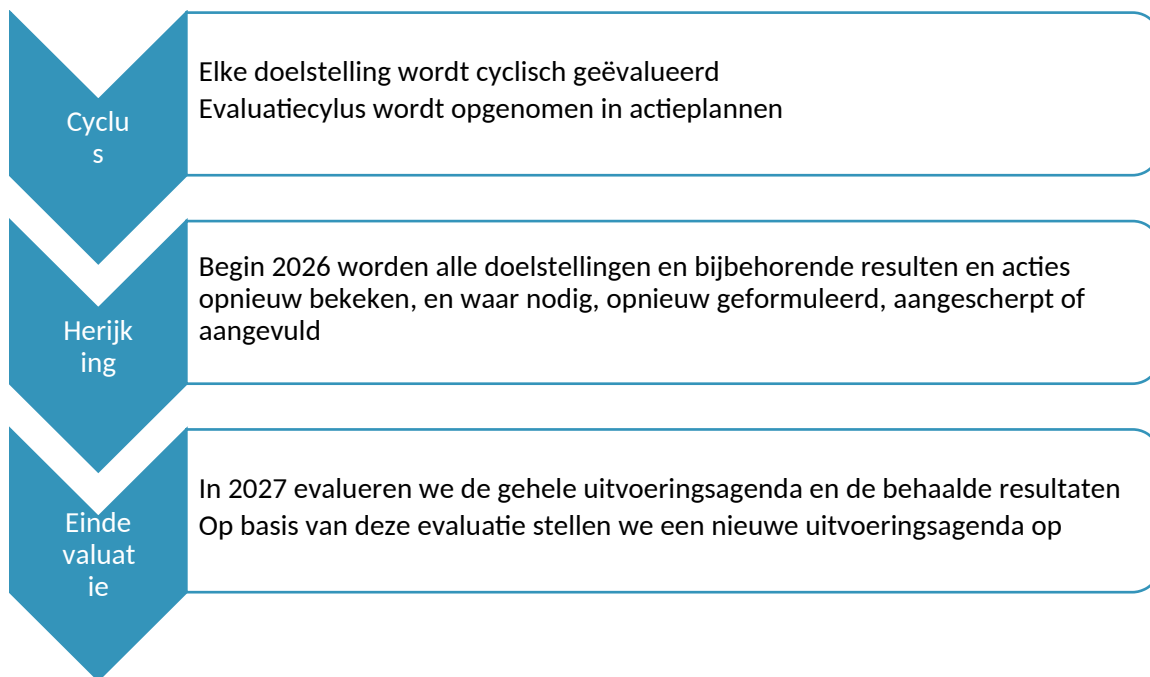 Cyclu
s
Elke doelstelling wordt cyclisch geëvalueerd
Evaluatiecylus wordt opgenomen in actieplannen
Herijk
ing
Begin 2026 worden alle doelstellingen en bijbehorende resulten en acties
opnieuw bekeken, en waar nodig, opnieuw geformuleerd, aangescherpt of
aangevuld
Einde
valuat
ie
In 2027 evalueren we de gehele uitvoeringsagenda en de behaalde resultaten
Op basis van deze evaluatie stellen we een nieuwe uitvoeringsagenda op